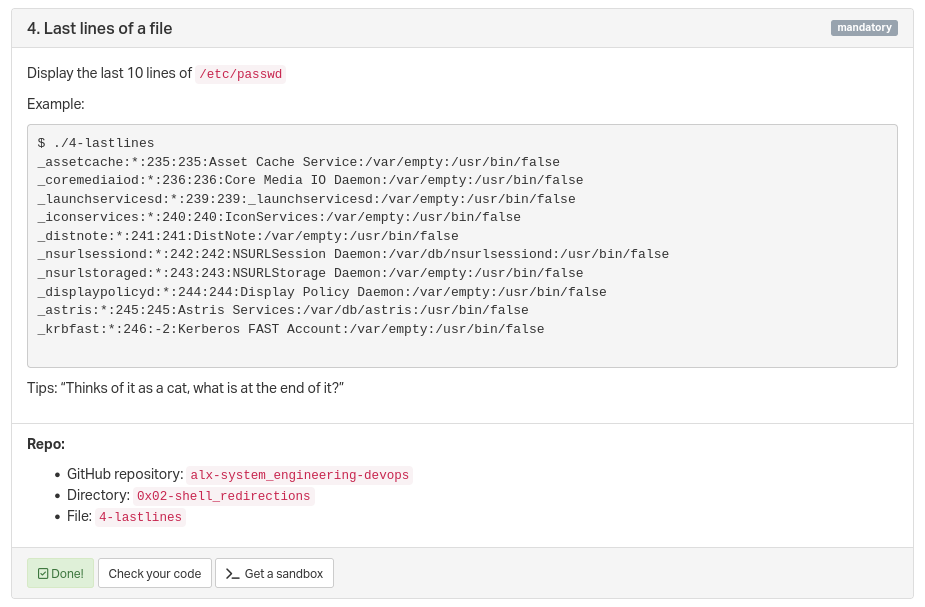 4. Last lines of a file
mandatory
Display the last 10 lines of /etc/passwd
Example:
$ ./4-lastlines
_assetcache:*:235:235:Asset Cache Service:/var/empty:/usr/bin/false
_coremediaiod:*:236:236:Core Media IO Daemon:/var/empty:/usr/bin/false
_launchservicesd:*:239:239:_launchservicesd:/var/empty:/usr/bin/false
_iconservices:*:240:240:IconServices:/var/empty:/usr/bin/false
_distnote:*:241:241:DistNote:/var/empty:/usr/bin/false
_nsurlsessiond:*:242:242:NSURLSession Daemon:/var/db/nsurlsessiond:/usr/bin/false
_nsurlstoraged:*:243:243:NSURLStorage Daemon:/var/empty:/usr/bin/false
_displaypolicyd:*:244:244:Display Policy Daemon:/var/empty:/usr/bin/false
_astris:*:245:245:Astris Services:/var/db/astris:/usr/bin/false
_krbfast:*:246:-2:Kerberos FAST Account:/var/empty:/usr/bin/false
Tips: “Thinks of it as a cat, what is at the end of it?”
Repo:
• GitHub repository: alx-system_engineering-devops
• Directory: 0x02-shell_redirections
• File: 4-lastlines
Done! Check your code >_ Get a sandbox